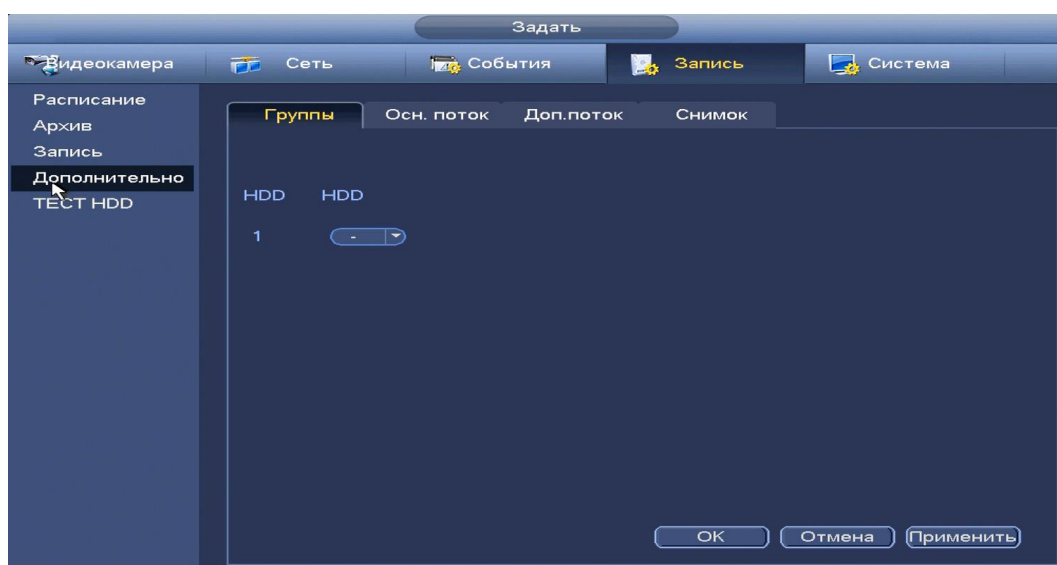 Задать
Видеокамера Сеть События Запись Система
Расписание
Архив
Запись
Дополнительно
ТЕСТ HDD
Группы Осн. поток Доп.поток Снимок
HDD HDD
1 -
OK Отмена Применить